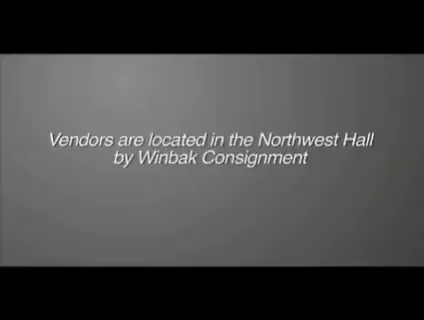 Vendors are located in the Northwest Hall
by Winbak Consignment